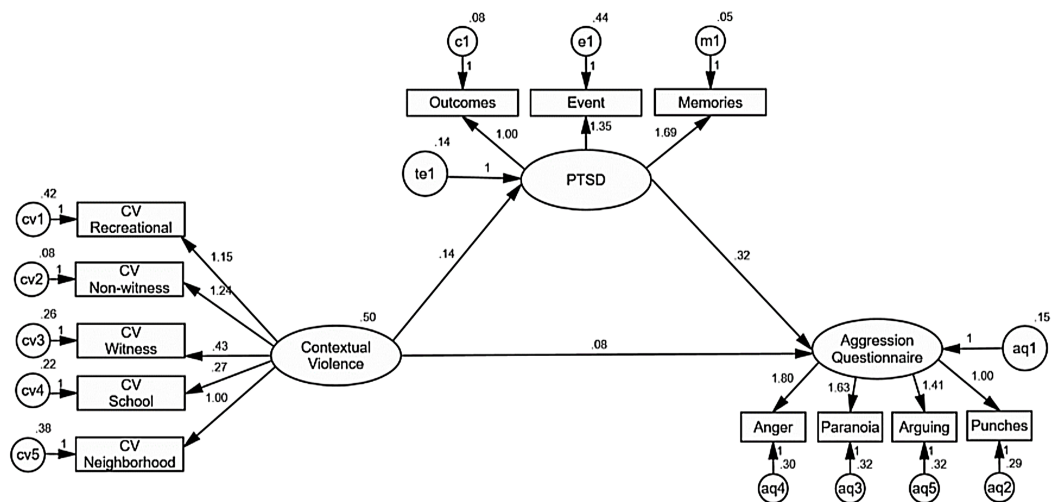 .08
c1
1
Outcomes
.44
e1
1
Event
.05
m1
1
Memories
1.00
1.35
1.69
.14
te1
1
PTSD
.42
cv1
1
CV
Recreational
.08
cv2
1
CV
Non-witness
.26
cv3
1
CV
Witness
.22
cv4
1
CV
School
.38
cv5
1
CV
Neighborhood
1.15
1.24
.43
.27
1.00
.50
Contextual
Violence
.14
.32
.08
Aggression
Questionnaire
.15
1
aq1
1.80
1.63
1.41
1.00
Anger
Paranoia
Arguing
Punches
1
.30
aq4
1
.32
aq3
1
.32
aq5
1
.29
aq2